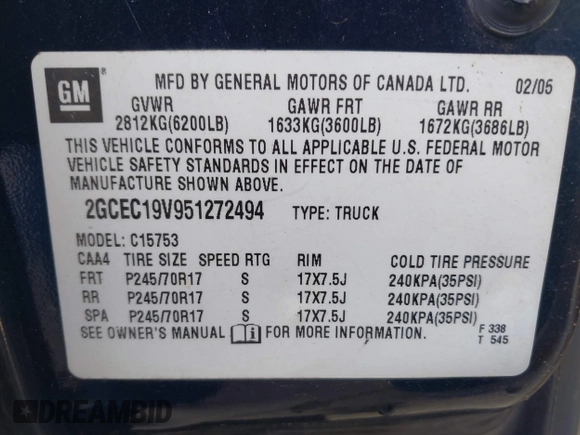 GM ®
MFD BY GENERAL MOTORS OF CANADA LTD. 02/05
GVWR GAWR FRT GAWR RR
2812KG(6200LB) 1633KG(3600LB) 1672KG(3686LB)
THIS VEHICLE CONFORMS TO ALL APPLICABLE U.S. FEDERAL MOTOR
VEHICLE SAFETY STANDARDS IN EFFECT ON THE DATE OF
MANUFACTURE SHOWN ABOVE.
2GCEC19V951272494 TYPE: TRUCK
MODEL: C15753
CAA4 TIRE SIZE SPEED RTG RIM COLD TIRE PRESSURE
FRT P245/70R17 S 17X7.5J 240KPA(35PSI)
RR P245/70R17 S 17X7.5J 240KPA(35PSI)
SPA P245/70R17 S 17X7.5J 240KPA(35PSI)
SEE OWNER'S MANUAL FOR MORE INFORMATION.
F 338
T 545
DREAMBID